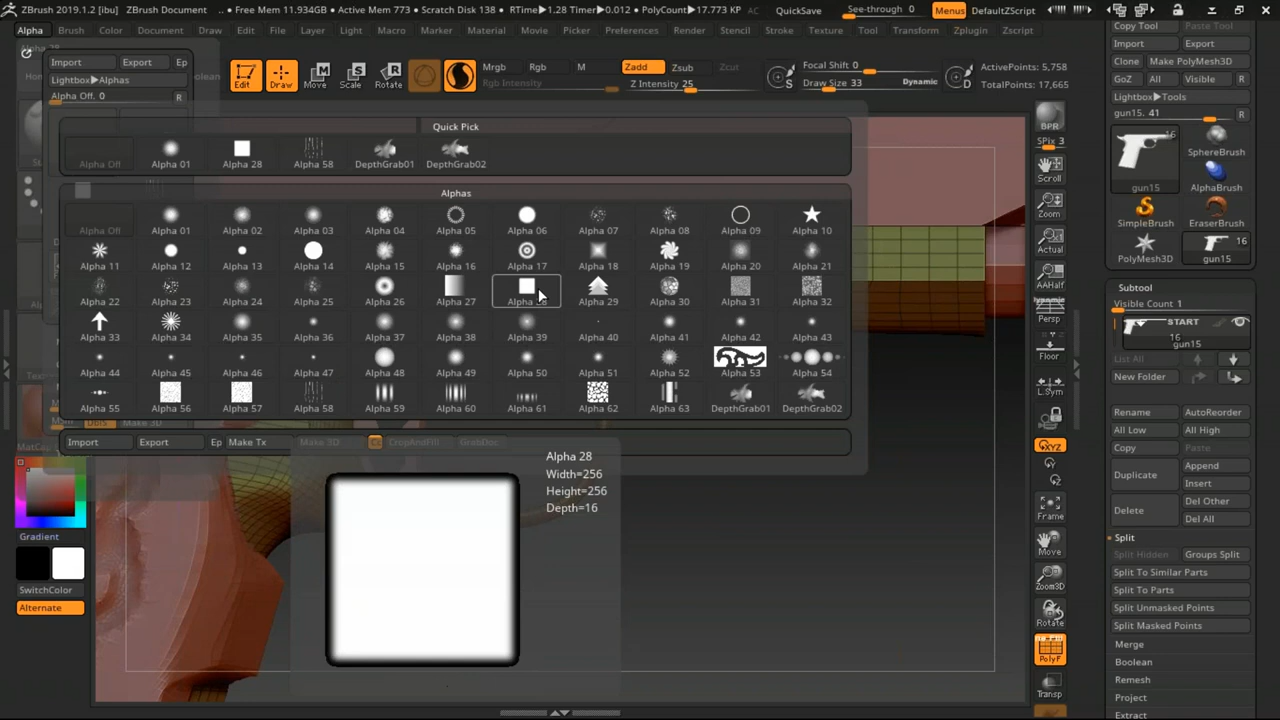 ZBrush 2019.1.2 [ibu] ZBrush Document .. • Free Mem 11.934GB • Active Mem 773 • Scratch Disk 138 • RTime▶1.28 Timer▶0.012 • PolyCount▶17.773 KP AC QuickSave See-through 0 Menus DefaultZScript
Alpha Brush Color Document Draw Edit File Layer Light Macro Marker Material Movie Picker Preferences Render Stencil Stroke Texture Tool Transform Zplugin Zscript
Import Export Ep
Lightbox▶Alphas
Alpha Off. 0 R
Edit Draw Move Scale Rotate
Mrgb Rgb M Zadd Zsub Zcut
Rgb Intensity Z Intensity 25
Focal Shift 0
Draw Size 33 Dynamic
ActivePoints: 5,758
TotalPoints: 17,665
S D
Quick Pick
Alpha Off Alpha 01 Alpha 28 Alpha 58 DepthGrab01 DepthGrab02
Alphas
Alpha Off Alpha 01 Alpha 02 Alpha 03 Alpha 04 Alpha 05 Alpha 06 Alpha 07 Alpha 08 Alpha 09 Alpha 10
Alpha 11 Alpha 12 Alpha 13 Alpha 14 Alpha 15 Alpha 16 Alpha 17 Alpha 18 Alpha 19 Alpha 20 Alpha 21
Alpha 22 Alpha 23 Alpha 24 Alpha 25 Alpha 26 Alpha 27 Alpha 28 Alpha 29 Alpha 30 Alpha 31 Alpha 32
Alpha 33 Alpha 34 Alpha 35 Alpha 36 Alpha 37 Alpha 38 Alpha 39 Alpha 40 Alpha 41 Alpha 42 Alpha 43
Alpha 44 Alpha 45 Alpha 46 Alpha 47 Alpha 48 Alpha 49 Alpha 50 Alpha 51 Alpha 52 Alpha 53 Alpha 54
Alpha 55 Alpha 56 Alpha 57 Alpha 58 Alpha 59 Alpha 60 Alpha 61 Alpha 62 Alpha 63 DepthGrab01 DepthGrab02
Import Export Ep Make Tx Make 3D Cc CropAndFill GrabDoc
Alpha 28
Width=256
Height=256
Depth=16
Gradient
SwitchColor
Alternate
BPR
SPix 3
Scroll
Zoom
Actual
AAHalf
Dynamic
Persp
Floor
L.Sym
XYZ
Y
Z
Frame
Move
Zoom3D
Rotate
PolyF
Transp
Copy Tool Paste Tool
Import Export
Clone Make PolyMesh3D
GoZ All Visible R
Lightbox▶Tools
gun15. 41 R
16
gun15 SphereBrush
AlphaBrush
SimpleBrush EraserBrush
16
PolyMesh3D gun15
Subtool
Visible Count 1
START
16
gun15
List All
New Folder
Rename AutoReorder
All Low All High
Copy Paste
Duplicate Append
Insert
Delete Del Other
Del All
Split
Split Hidden Groups Split
Split To Similar Parts
Split To Parts
Split Unmasked Points
Split Masked Points
Merge
Boolean
Remesh
Project
Extract